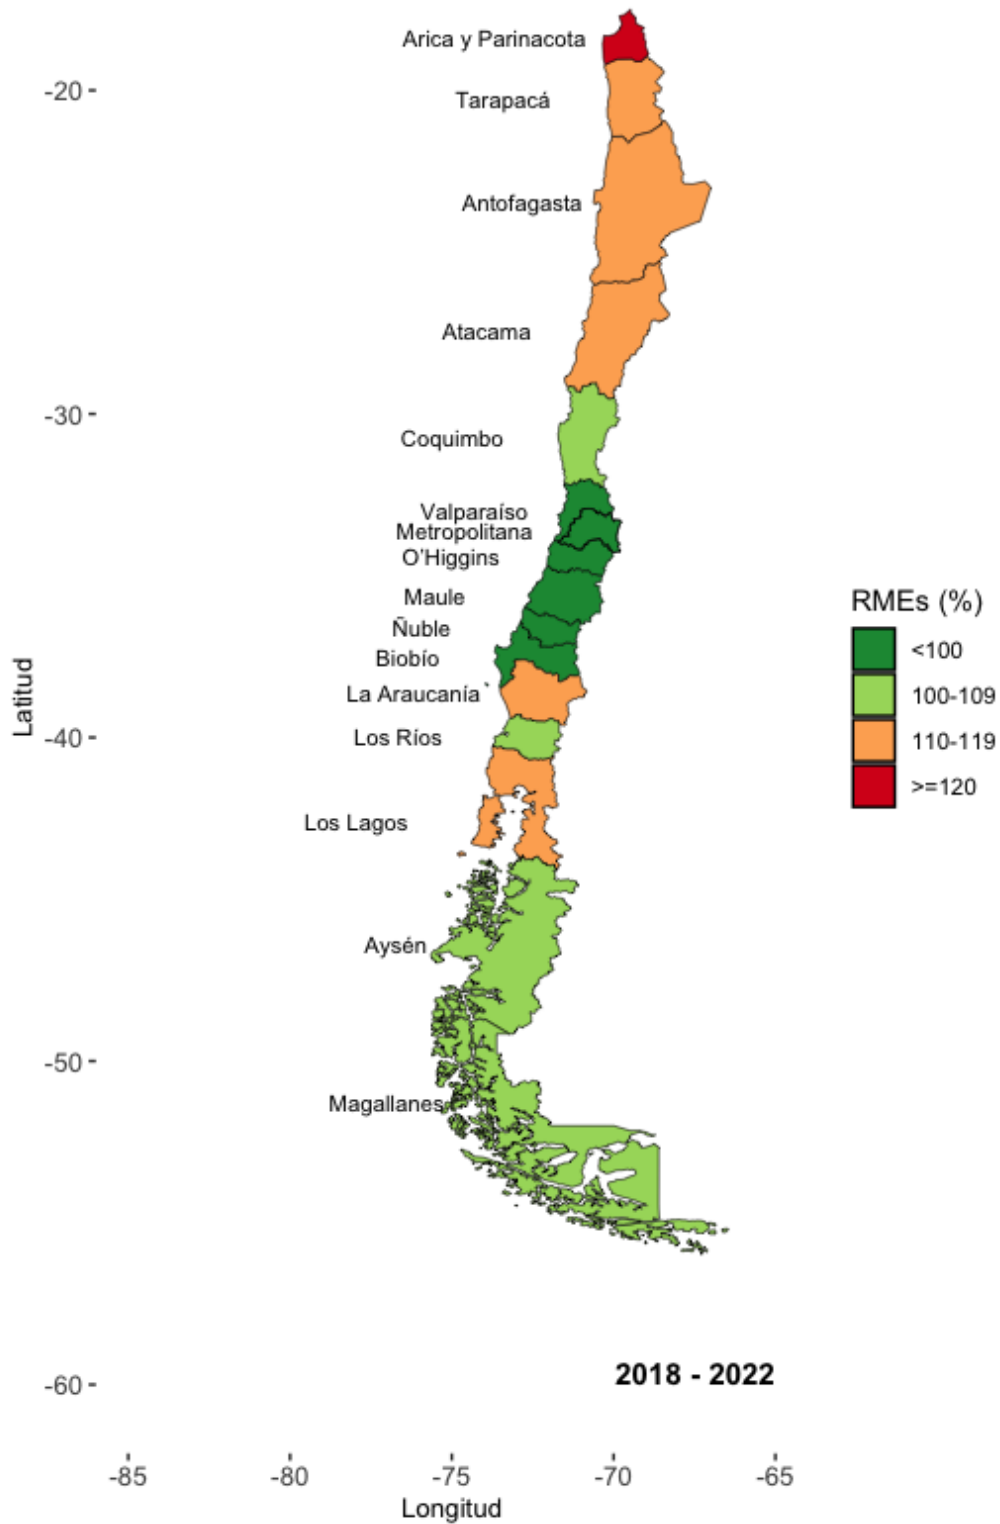 Arica y Parinacota
-20
Tarapacá
Antofagasta
Atacama
-30
Coquimbo
Valparaíso
Metropolitana
O'Higgins
Maule
Ñuble
Biobío
La Araucanía
Los Ríos
-40
Los Lagos
Aysén
-50
Magallanes
-60
Latitud
RMEs (%)
<100
100-109
110-119
>=120
2018 - 2022
-85 -80 -75 -70 -65
Longitud